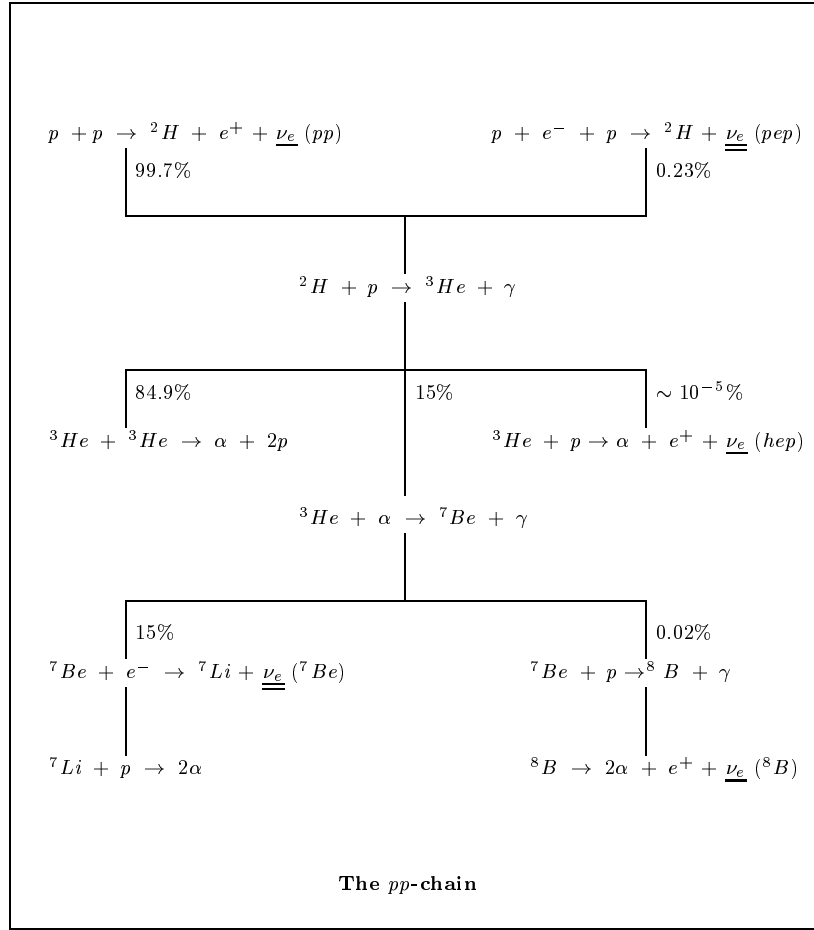 p + p → ²H + e⁺ + νₑ (pp)
p + e⁻ + p → ²H + νₑ (pep)
99.7%
0.23%
²H + p → ³He + γ
84.9%
15%
∼ 10⁻⁵%
³He + ³He → α + 2p
³He + p → α + e⁺ + νₑ (hep)
³He + α → ⁷Be + γ
15%
0.02%
⁷Be + e⁻ → ⁷Li + νₑ (⁷Be)
⁷Be + p →⁸ B + γ
⁷Li + p → 2α
⁸B → 2α + e⁺ + νₑ (⁸B)
The pp-chain